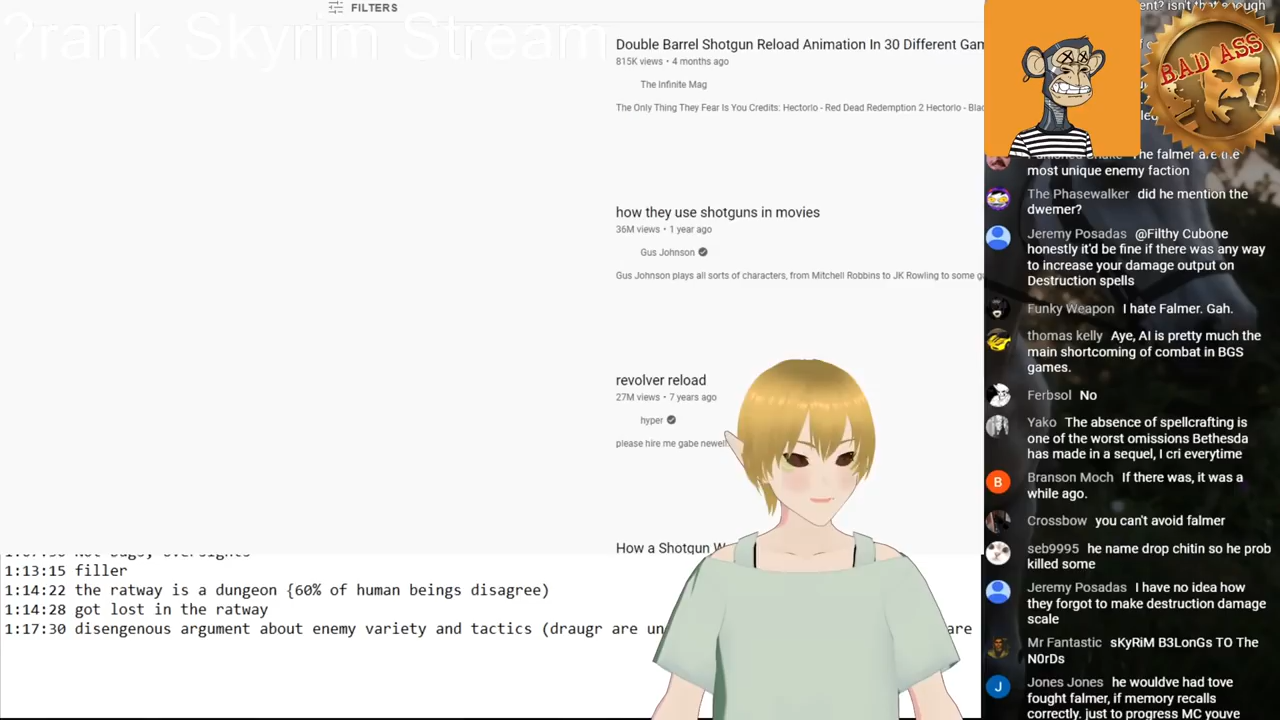 ?rank Skyrim Stream
FILTERS
Double Barrel Shotgun Reload Animation In 30 Different
815K views • 4 months ago
The Infinite Mag
The Only Thing They Fear Is You Credits: Hectorlo - Red Dead Redemption 2 Hectorlo -
how they use shotguns in movies
36M views • 1 year ago
Gus Johnson
Gus Johnson plays all sorts of characters, from Mitchell Robbins to JK Rowling to some
revolver reload
27M views • 7 years ago
hyper
please hire me gabe newell
How a Shotgun
1:13:15 filler
1:14:22 the ratway is a dungeon {60% of human beings disagree)
1:14:28 got lost in the ratway
1:17:30 disengenous argument about enemy variety and tactics (draugr are
are
BAD ASS
isn't that enough
The falmer are the
most unique enemy faction
The Phasewalker did he mention the
dwemer?
Jeremy Posadas @Filthy Cubone
honestly it'd be fine if there was any way
to increase your damage output on
Destruction spells
Funky Weapon I hate Falmer. Gah.
thomas kelly Aye, AI is pretty much the
main shortcoming of combat in BGS
games.
Ferbsol No
Yako The absence of spellcrafting is
one of the worst omissions Bethesda
has made in a sequel, I cri everytime
Branson Moch If there was, it was a
while ago.
Crossbow you can't avoid falmer
seb9995 he name drop chitin so he prob
killed some
Jeremy Posadas I have no idea how
they forgot to make destruction damage
scale
Mr Fantastic sKyRiM B3LonGs TO The
N0rDs
Jones Jones he wouldve had tove
fought falmer, if memory recalls
correctly, just to progress MC youve